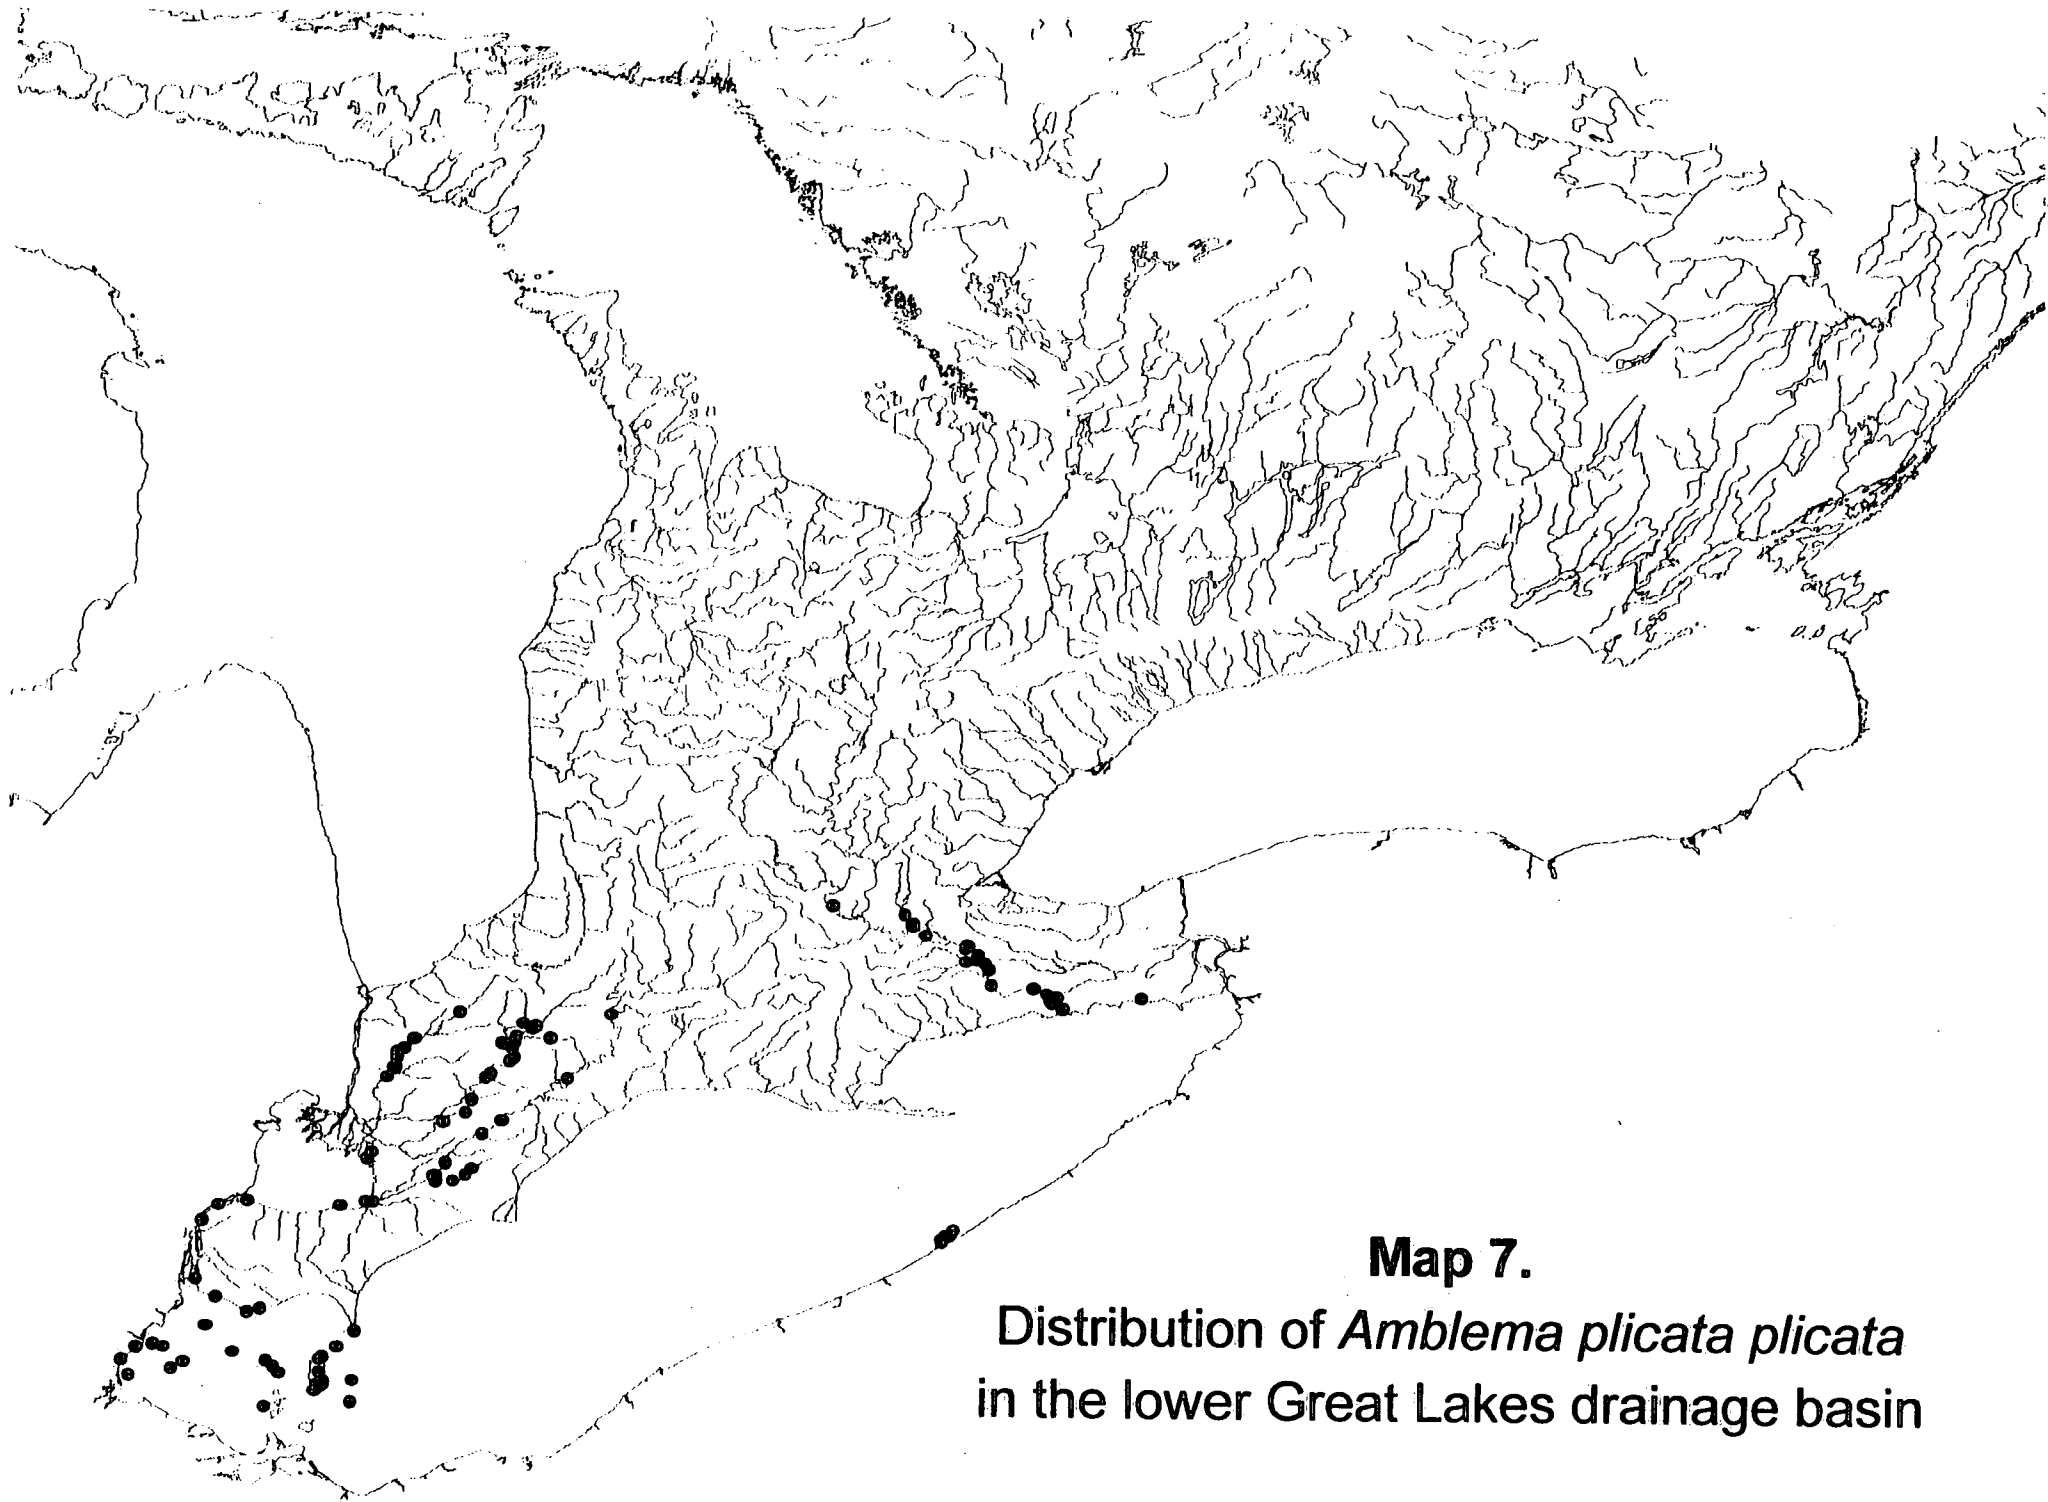 Map 7.
Distribution of Amblema plicata plicata
in the lower Great Lakes drainage basin